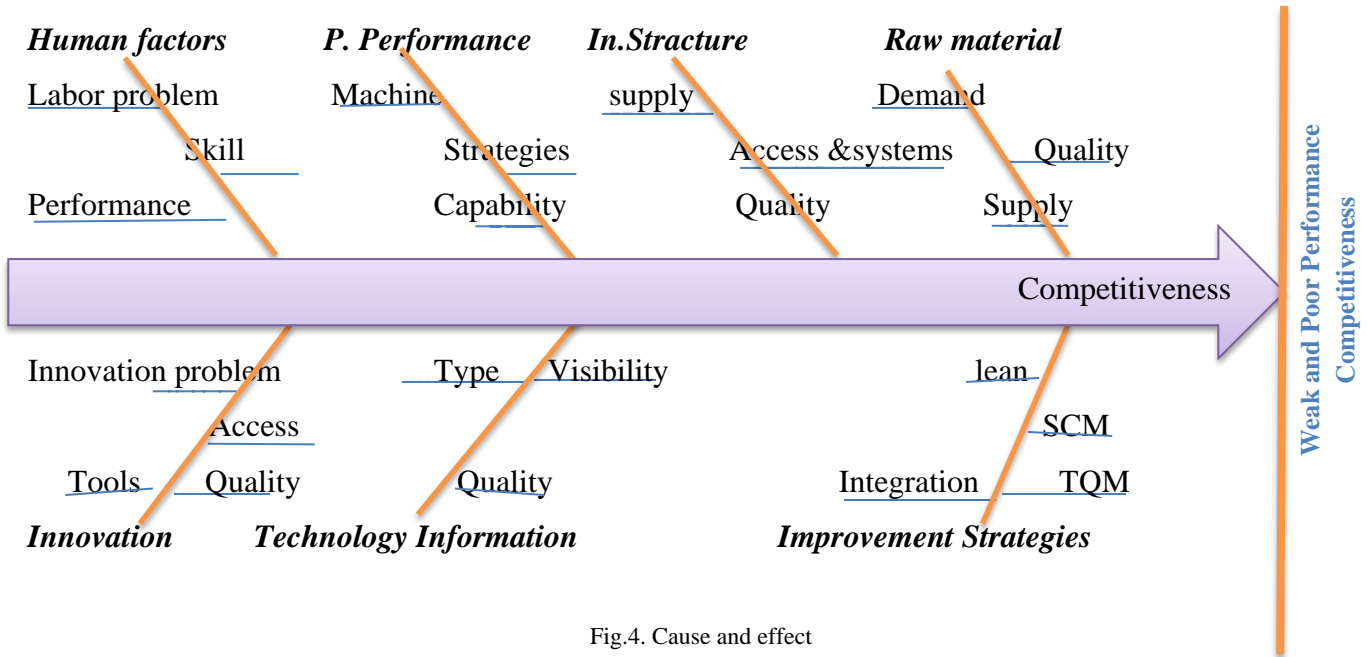 Human factors P. Performance In.Stracture Raw material
Labor problem Machine supply Demand
Skill Strategies Access &systems Quality
Performance Capability Quality Supply
Competitiveness
Weak and Poor Performance
Competitiveness
Innovation problem Type Visibility lean
Access SCM
Tools Quality Quality Integration TQM
Innovation Technology Information Improvement Strategies
Fig.4. Cause and effect